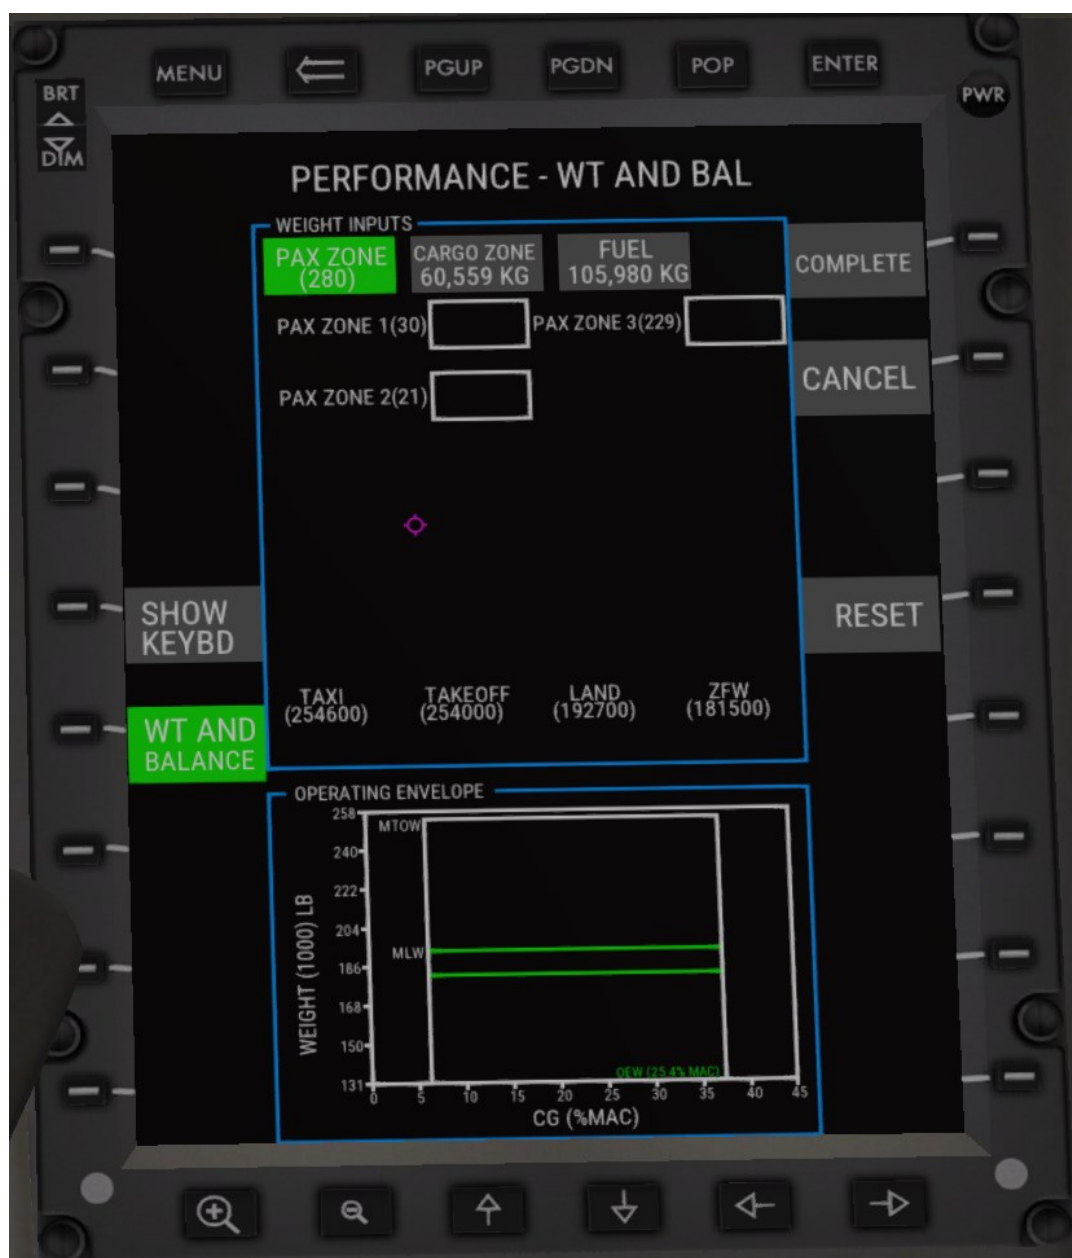 MENU
PGUP
PGDN
POP
ENTER
BRT
DIM
PWR
PERFORMANCE - WT AND BAL
WEIGHT INPUTS
PAX ZONE
(280)
CARGO ZONE
60,559 KG
FUEL
105,980 KG
COMPLETE
PAX ZONE 1(30)
PAX ZONE 3(229)
CANCEL
PAX ZONE 2(21)
SHOW
KEYBD
RESET
TAXI
(254600)
TAKEOFF
(254000)
LAND
(192700)
ZFW
(181500)
WT AND
BALANCE
OPERATING ENVELOPE
258
MTOW
240
222
204
MLW
186
168
150
131
WEIGHT (1000) LB
OEW (25.4% MAC)
0 5 10 15 20 25 30 35 40 45
CG (%MAC)